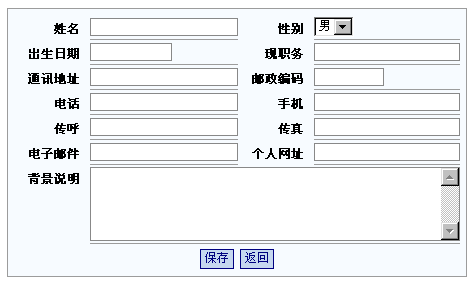 姓名 性别 男
出生日期 现职务
通讯地址 邮政编码
电话 手机
传呼 传真
电子邮件 个人网址
背景说明
保存 返回